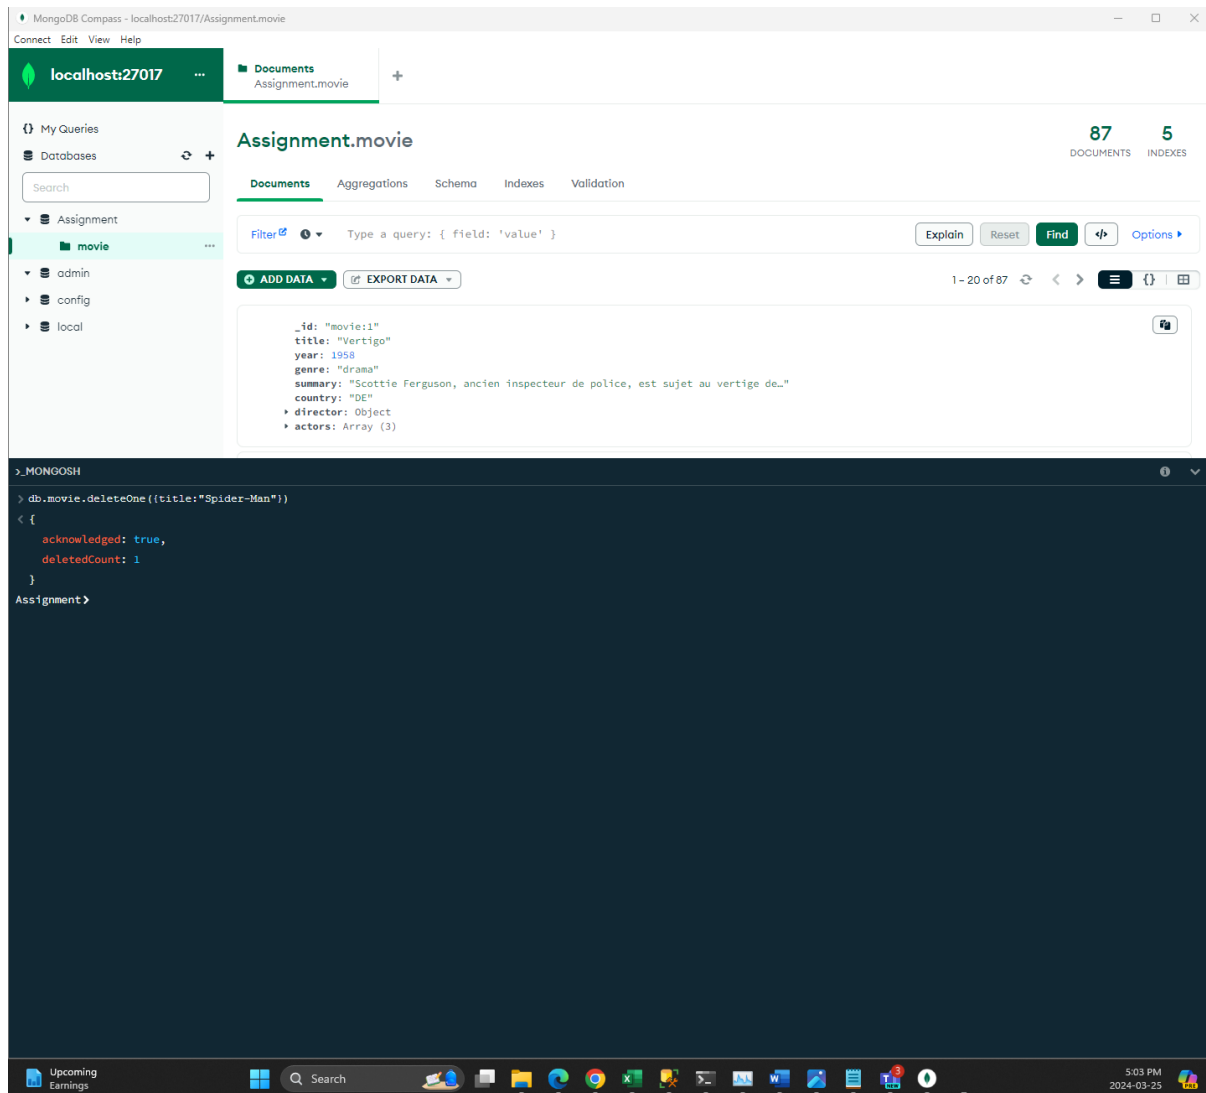 MongoDB Compass - localhost:27017/Assignment.movie
Connect Edit View Help
localhost:27017 ...
Documents
Assignment.movie
+
{} My Queries
Databases
Search
Assignment
movie ...
admin
config
local
Assignment.movie
87
DOCUMENTS
5
INDEXES
Documents Aggregations Schema Indexes Validation
Filter Type a query: { field: 'value' } Explain Reset Find </> Options
ADD DATA EXPORT DATA 1 – 20 of 87 {}
_id: "movie:1"
title: "Vertigo"
year: 1958
genre: "drama"
summary: "Scottie Ferguson, ancien inspecteur de police, est sujet au vertige de…"
country: "DE"
director: Object
actors: Array (3)
>_MONGOSH
> db.movie.deleteOne({title:"Spider-Man"})
< {
acknowledged: true,
deletedCount: 1
}
Assignment>
Upcoming
Earnings
Search
3
NEW
5:03 PM
2024-03-25
PRE